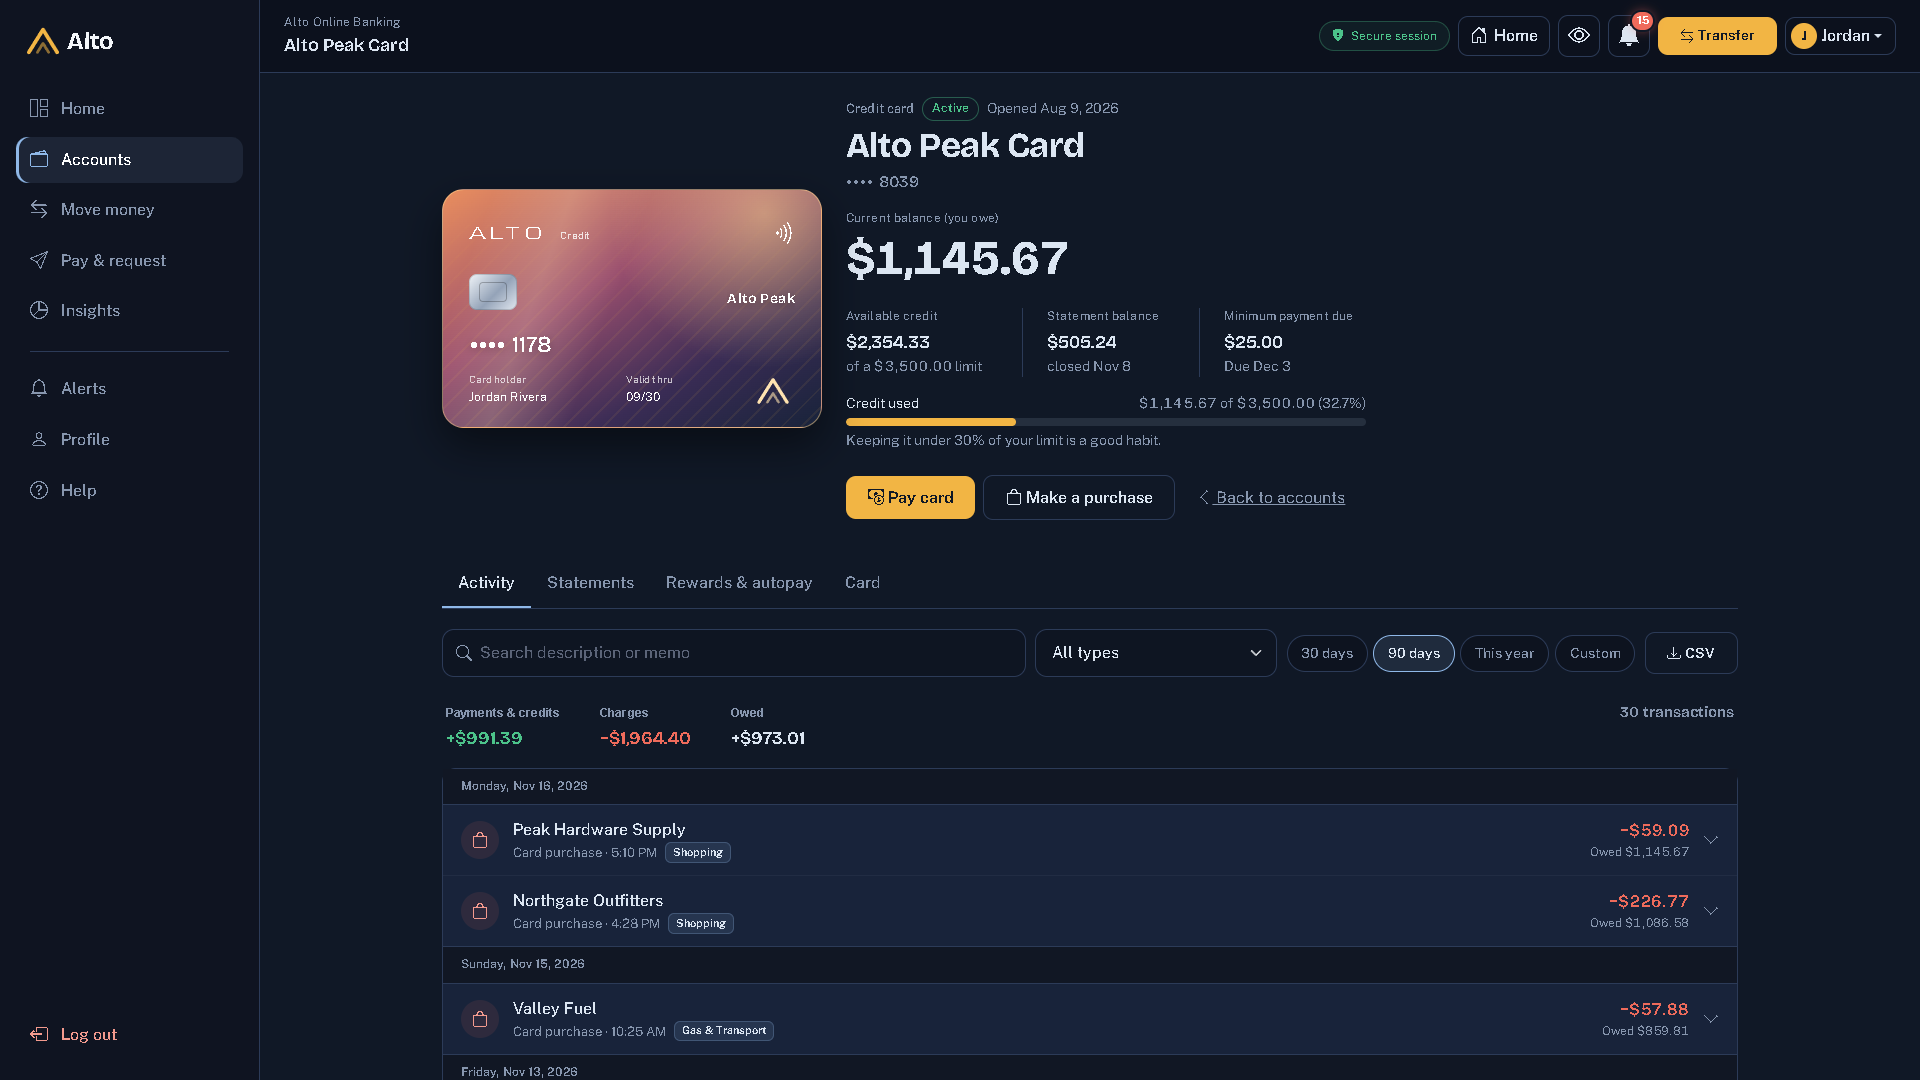 Alto
Home
Accounts
Move money
Pay & request
Insights
Alerts
Profile
Help
Log out
Alto Online Banking
Alto Peak Card
Secure session
Home
15
Transfer
J
Jordan
ALTO Credit
Alto Peak
•••• 1178
Cardholder
Jordan Rivera
Valid thru
09/30
Credit card Active Opened Aug 9, 2026
Alto Peak Card
•••• 8039
Current balance (you owe)
$1,145.67
Available credit
$2,354.33
of a $3,500.00 limit
Statement balance
$505.24
closed Nov 8
Minimum payment due
$25.00
Due Dec 3
Credit used
$1,145.67 of $3,500.00 (32.7%)
Keeping it under 30% of your limit is a good habit.
Pay card
Make a purchase
Back to accounts
Activity
Statements
Rewards & autopay
Card
Search description or memo
All types
30 days
90 days
This year
Custom
CSV
Payments & credits
+$991.39
Charges
−$1,964.40
Owed
+$973.01
30 transactions
Monday, Nov 16, 2026
Peak Hardware Supply
Card purchase · 5:10 PM Shopping
−$59.09
Owed $1,145.67
Northgate Outfitters
Card purchase · 4:28 PM Shopping
−$226.77
Owed $1,086.58
Sunday, Nov 15, 2026
Valley Fuel
Card purchase · 10:25 AM Gas & Transport
−$57.88
Owed $859.81
Friday, Nov 13, 2026